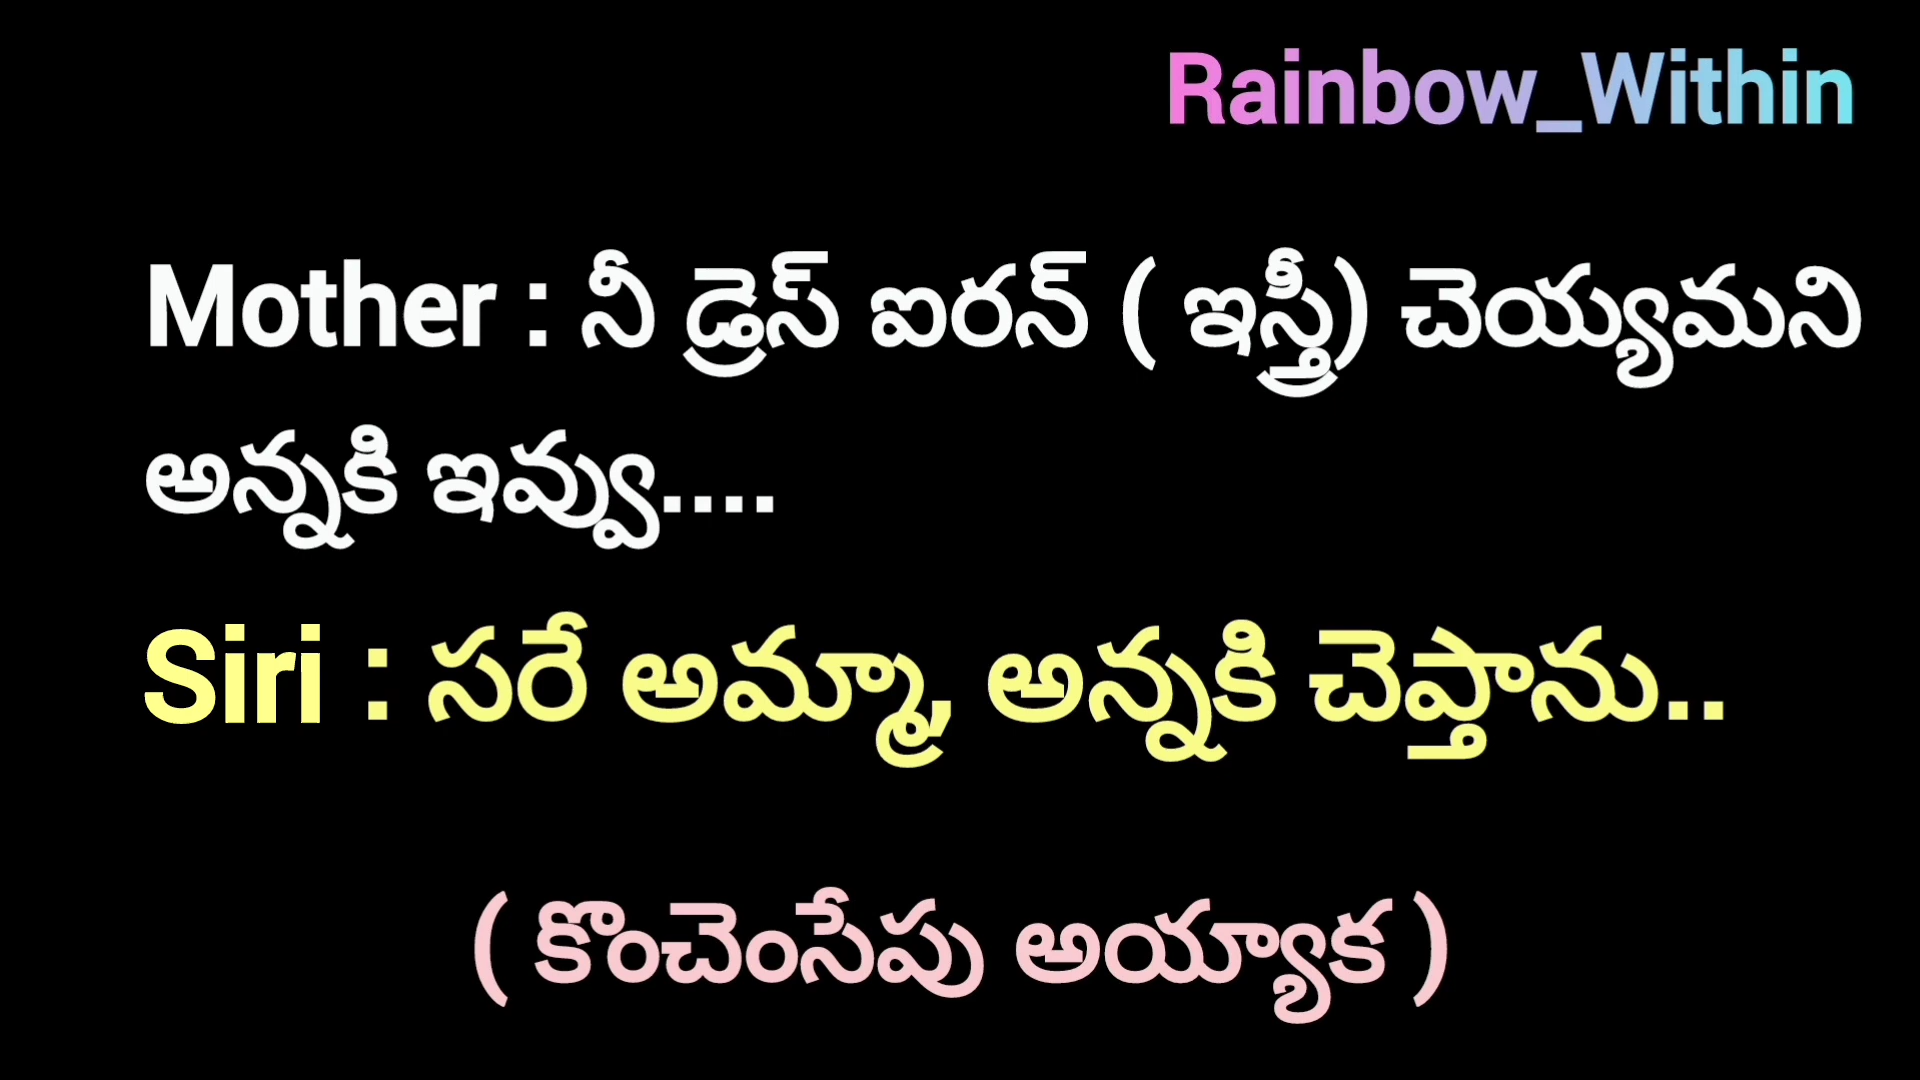 Rainbow_Within
Mother : నీ డ్రెస్ ఐరన్ ( ఇస్త్రీ) చెయ్యమని
అన్నకి ఇవ్వు....
Siri : సరే అమ్మా, అన్నకి చెప్తాను..
( కొంచెంసేపు అయ్యాక )